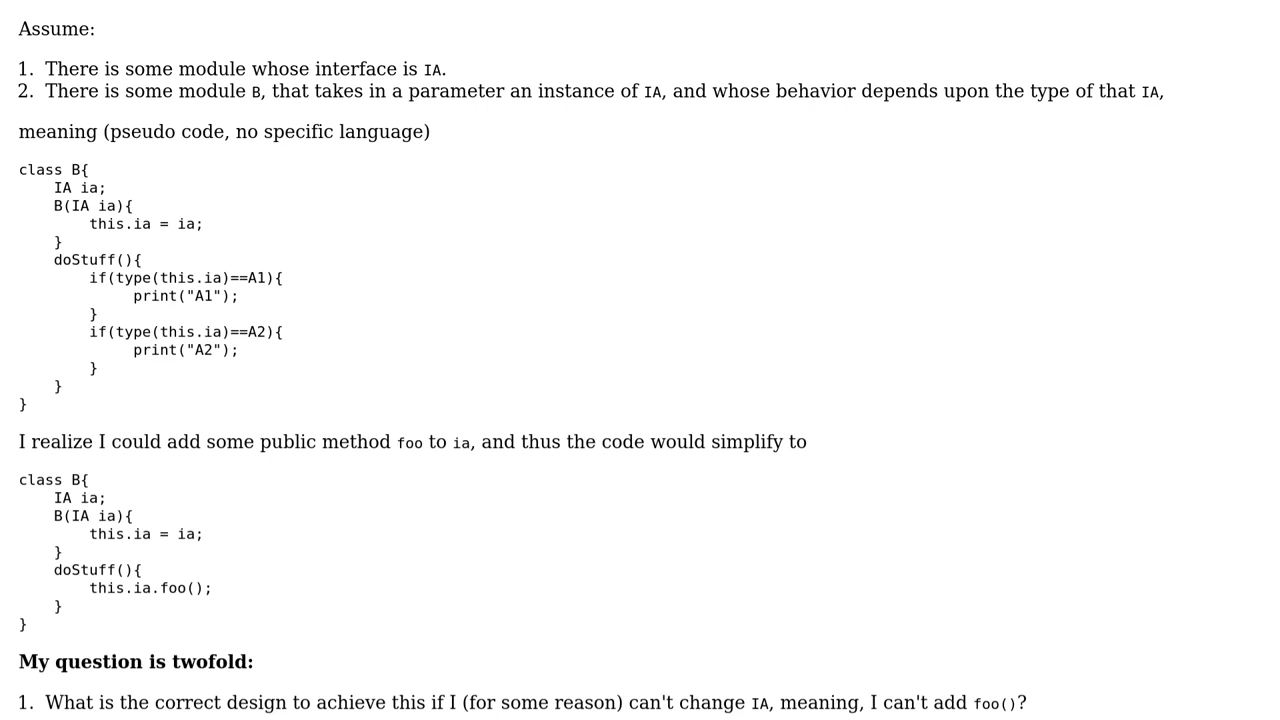 Assume:
1. There is some module whose interface is IA.
2. There is some module B, that takes in a parameter an instance of IA, and whose behavior depends upon the type of that IA,
meaning (pseudo code, no specific language)
class B{
    IA ia;
    B(IA ia){
        this.ia = ia;
    }
    doStuff(){
        if(type(this.ia)==A1){
             print("A1");
        }
        if(type(this.ia)==A2){
             print("A2");
        }
    }
}
I realize I could add some public method foo to ia, and thus the code would simplify to
class B{
    IA ia;
    B(IA ia){
        this.ia = ia;
    }
    doStuff(){
        this.ia.foo();
    }
}
My question is twofold:
1. What is the correct design to achieve this if I (for some reason) can't change IA, meaning, I can't add foo()?